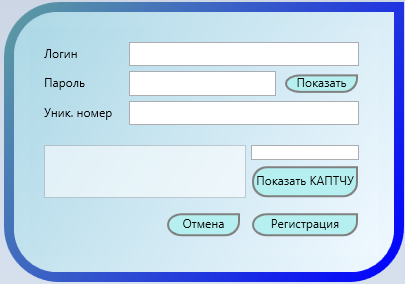 Логин
Пароль
Показать
Уник. номер
Показать КАПТЧУ
Отмена
Регистрация